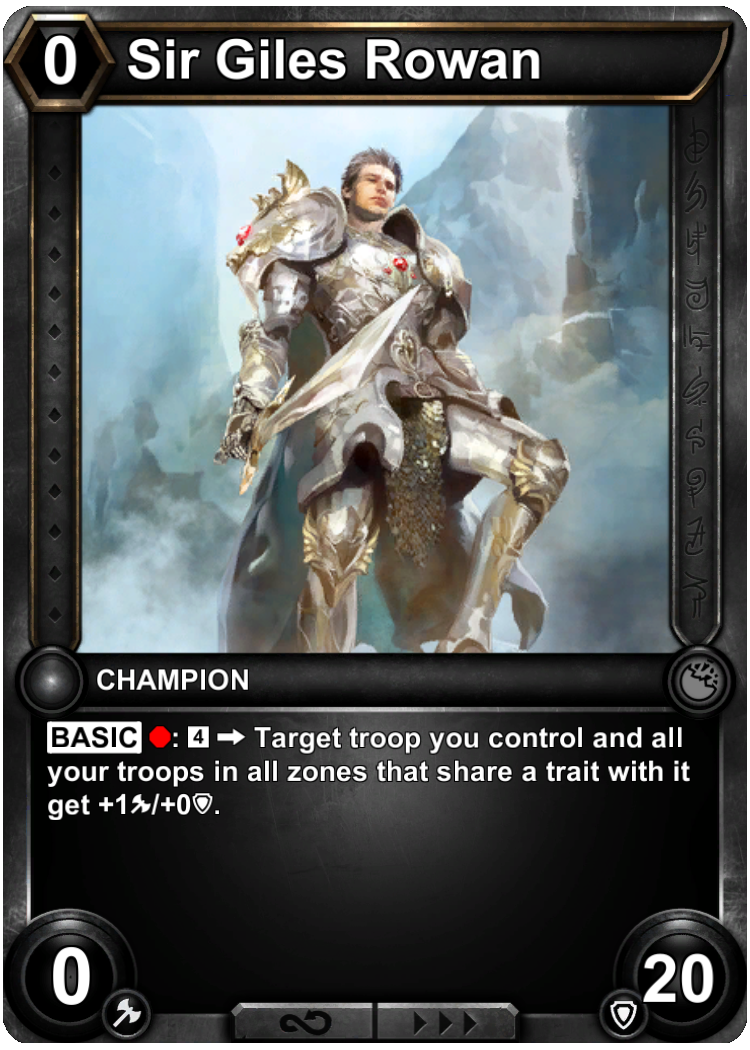 0
Sir Giles Rowan
CHAMPION
BASIC : 4 → Target troop you control and all
your troops in all zones that share a trait with it
get +1/+0.
0
20